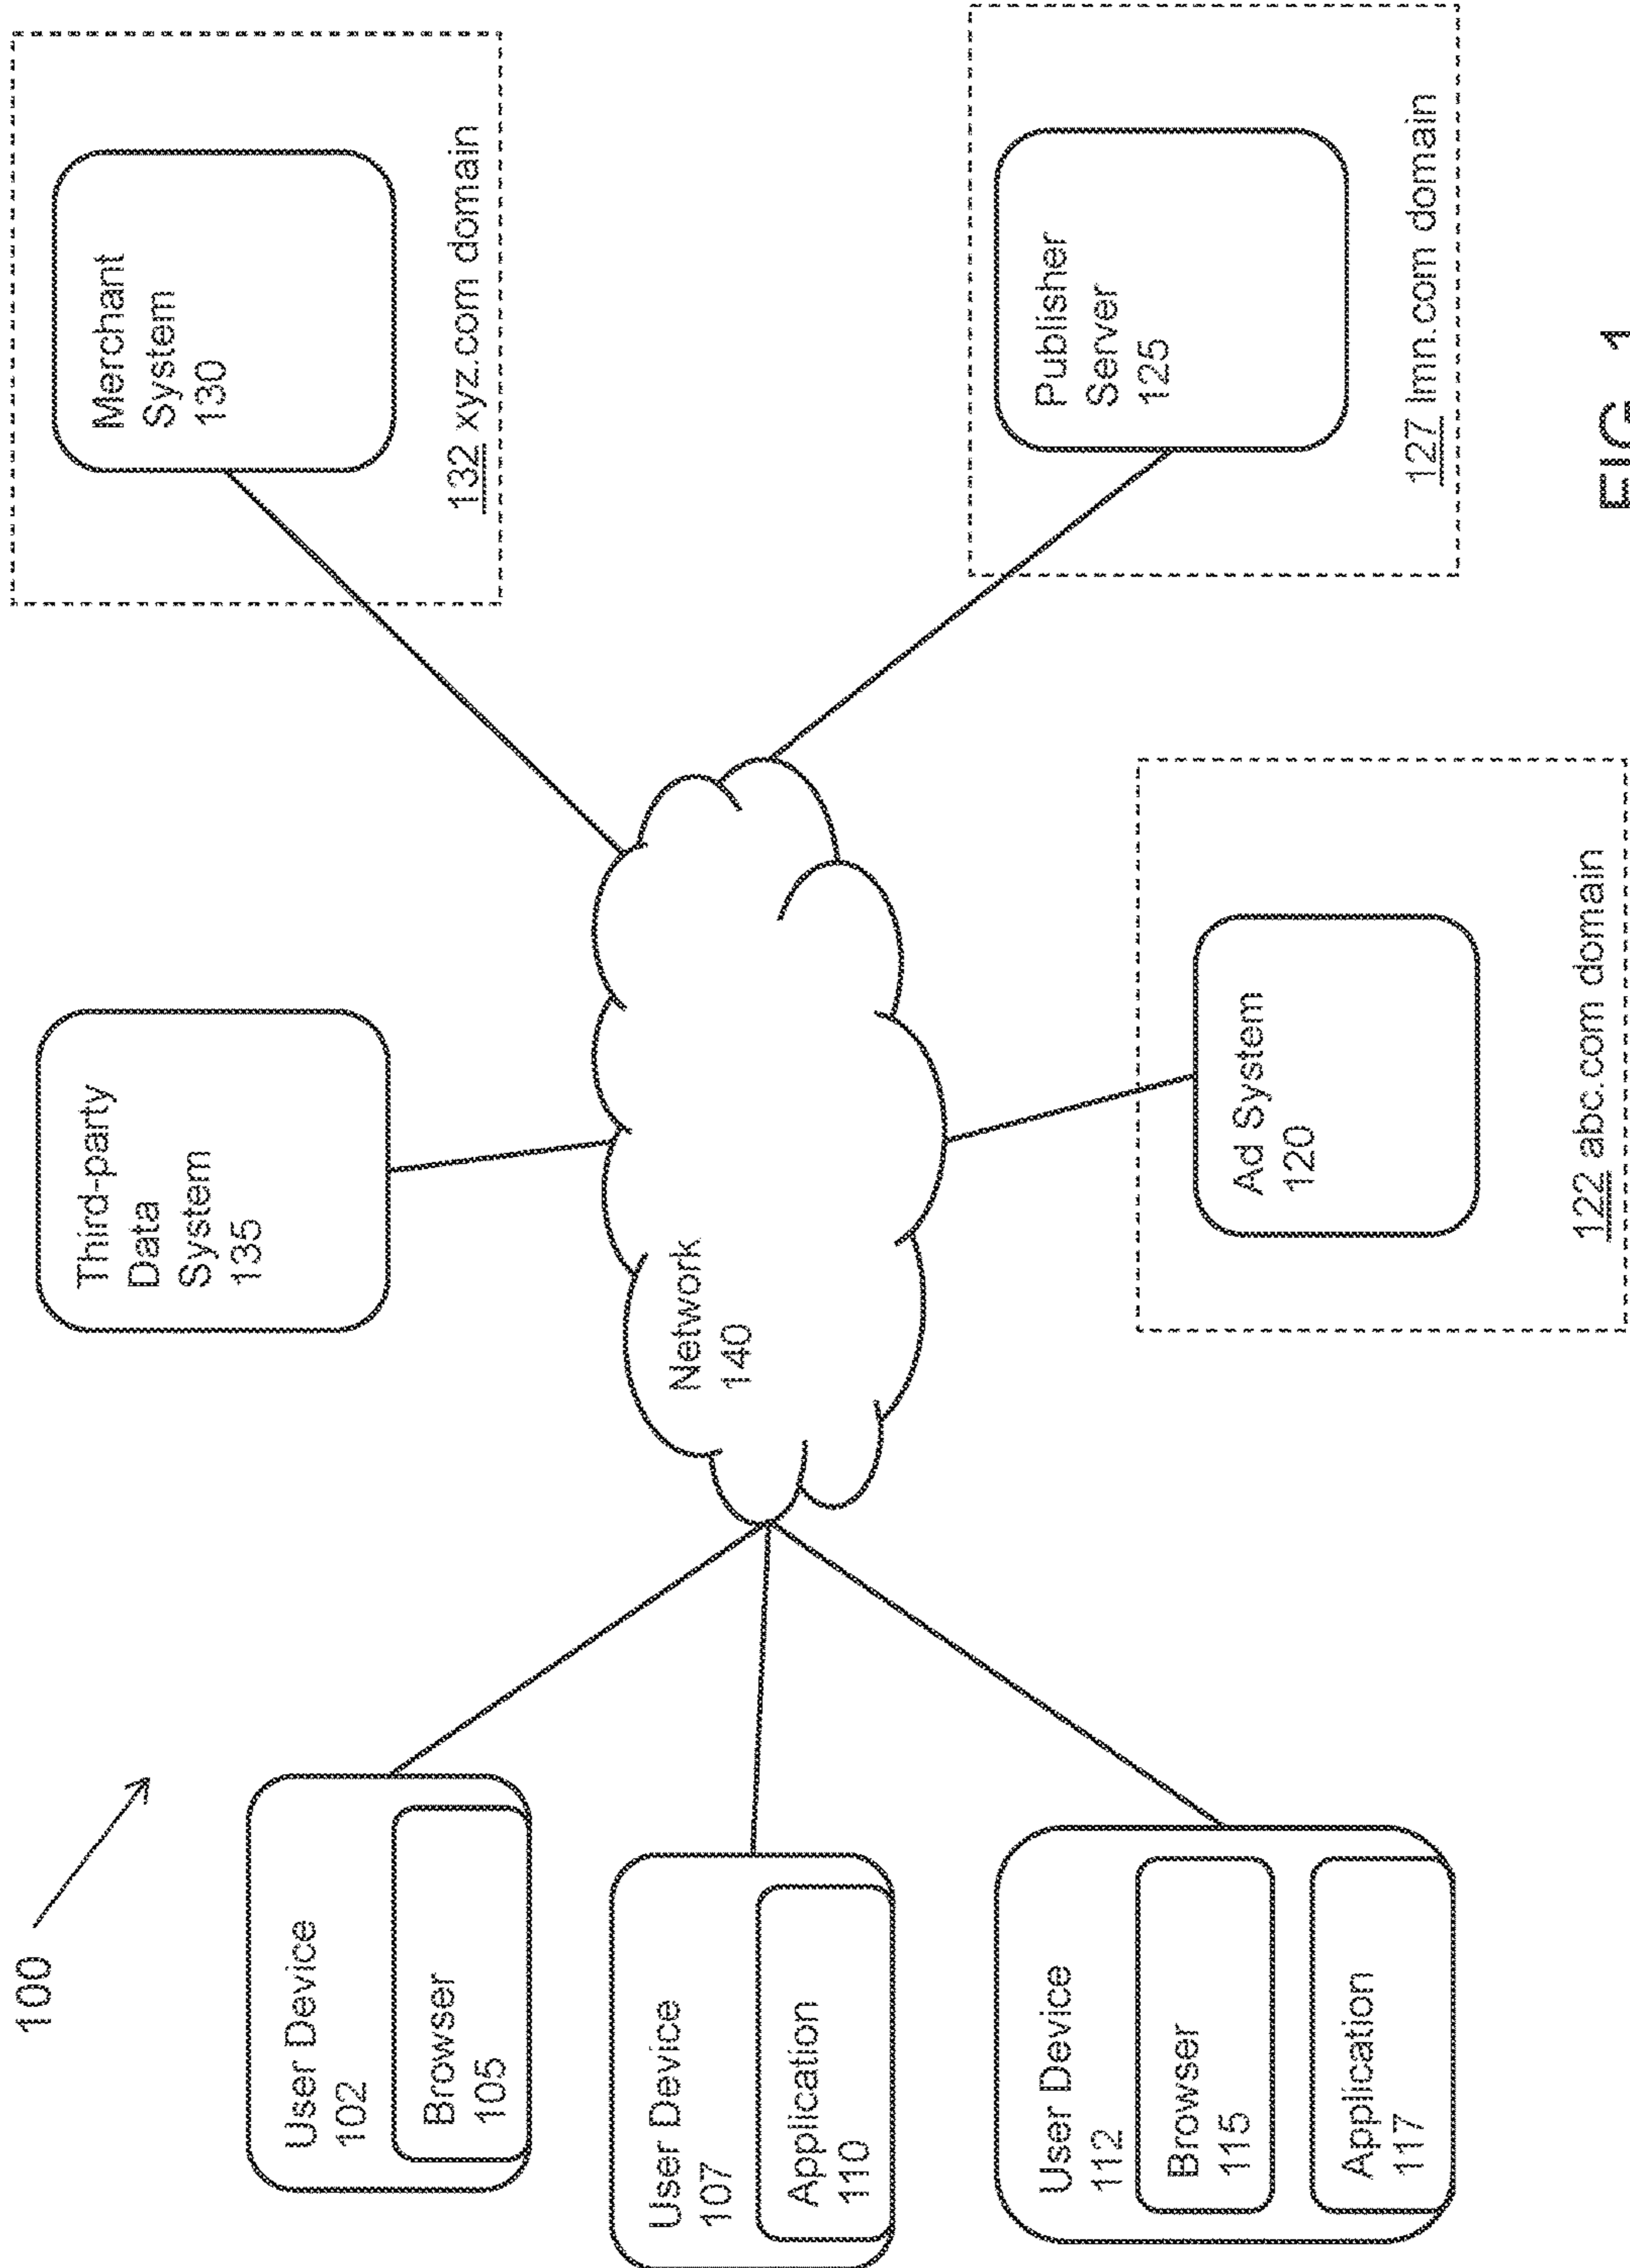 100
User Device
102
Browser
105
User Device
107
Application
110
User Device
112
Browser
115
Application
117
Third-party
Data
System
135
Network
140
Ad System
120
122 abc.com domain
Merchant
System
130
132 xyz.com domain
Publisher
Server
125
127 lmn.com domain
FIG. 1